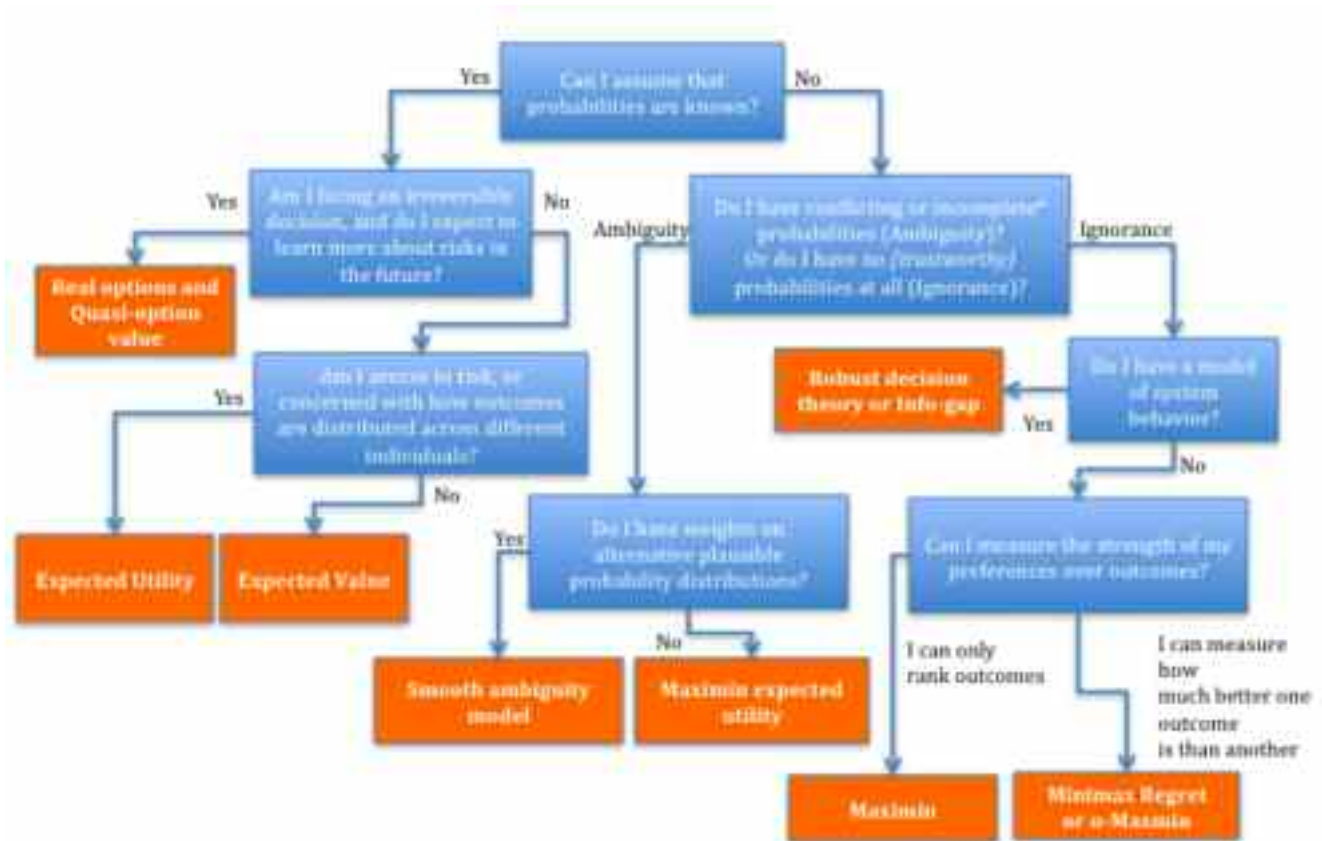 Can I assume that
probabilities are known?
Yes
No
Am I facing an irreversible
decision, and do I expect to
learn more about risks in
the future?
Yes
No
Do I have conflicting or incomplete*
probabilities (Ambiguity)?
Or do I have no (trustworthy)
probabilities at all (Ignorance)?
Ambiguity
Ignorance
Real options and
Quasi-option
value
Am I averse to risk, or
concerned with how outcomes
are distributed across different
individuals?
Yes
No
Robust decision
theory or Info-gap
Do I have a model
of system
behavior?
Yes
No
Expected Utility
Expected Value
Do I have weights on
alternative plausible
probability distributions?
Yes
No
Can I measure the strength of my
preferences over outcomes?
Smooth ambiguity
model
Maximin expected
utility
I can only
rank outcomes
I can measure
how
much better one
outcome
is than another
Maximin
Minimax Regret
or α-Maxmin